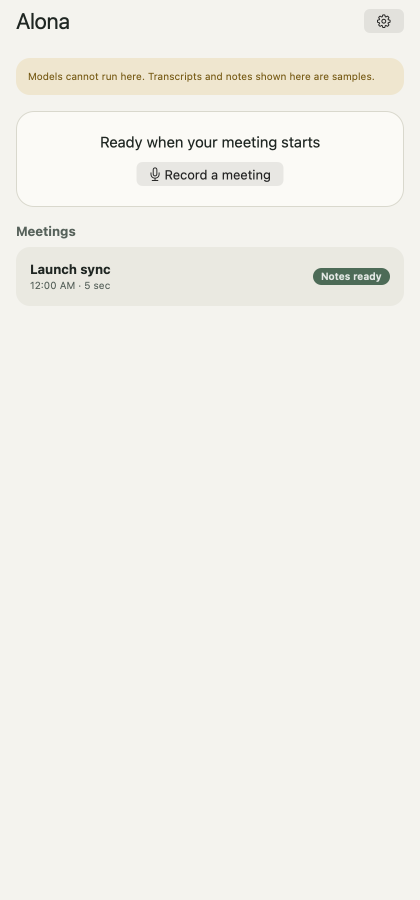 Alona
Models cannot run here. Transcripts and notes shown here are samples.
Ready when your meeting starts
Record a meeting
Meetings
Launch sync
12:00 AM · 5 sec
Notes ready